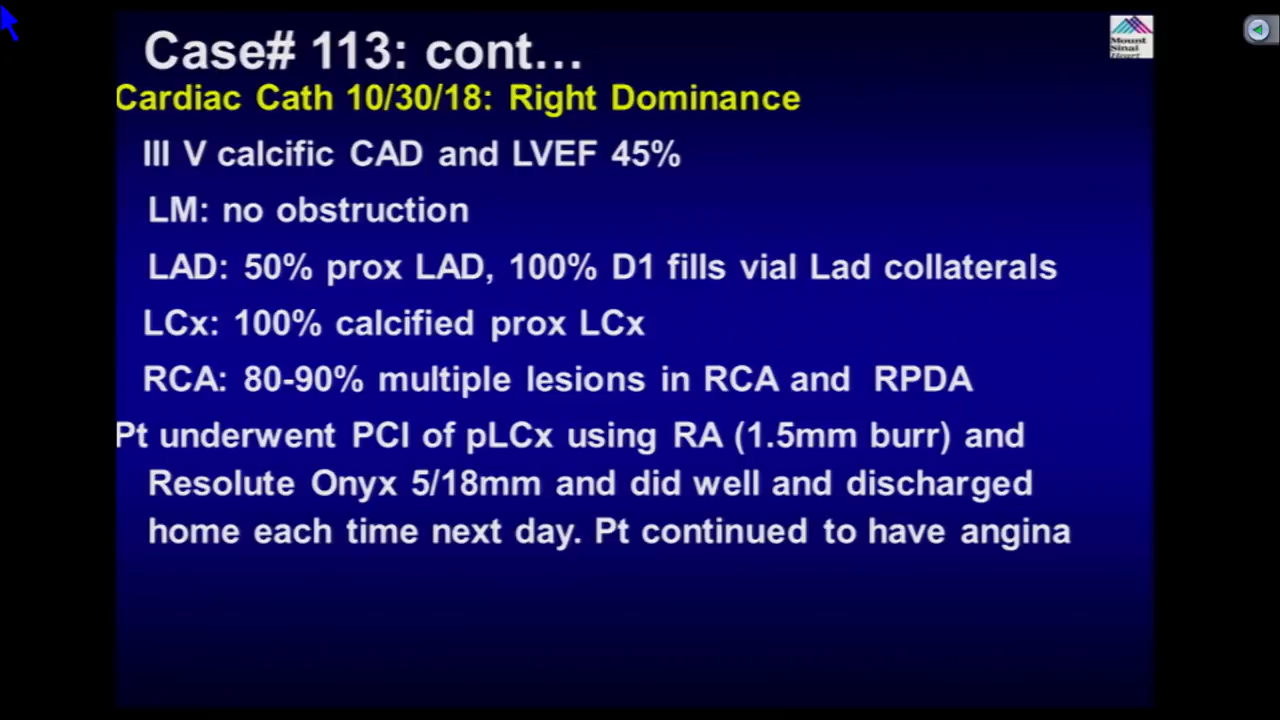 Case# 113: cont…
Mount
Sinai
Heart
Cardiac Cath 10/30/18: Right Dominance
III V calcific CAD and LVEF 45%
LM: no obstruction
LAD: 50% prox LAD, 100% D1 fills vial Lad collaterals
LCx: 100% calcified prox LCx
RCA: 80-90% multiple lesions in RCA and RPDA
Pt underwent PCI of pLCx using RA (1.5mm burr) and
Resolute Onyx 5/18mm and did well and discharged
home each time next day. Pt continued to have angina